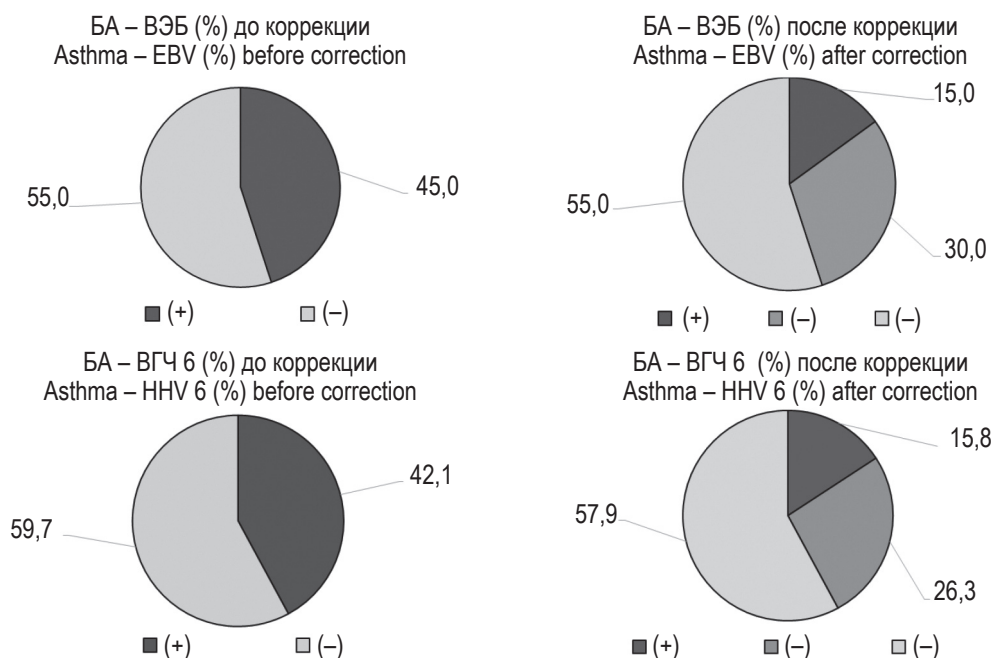 БА – ВЭБ (%) до коррекции
Asthma – EBV (%) before correction
55,0
45,0
(+) (–)
БА – ВЭБ (%) после коррекции
Asthma – EBV (%) after correction
15,0
55,0
30,0
(+) (–) (–)
БА – ВГЧ 6 (%) до коррекции
Asthma – HHV 6 (%) before correction
42,1
59,7
(+) (–)
БА – ВГЧ 6 (%) после коррекции
Asthma – HHV 6 (%) after correction
15,8
57,9
26,3
(+) (–) (–)